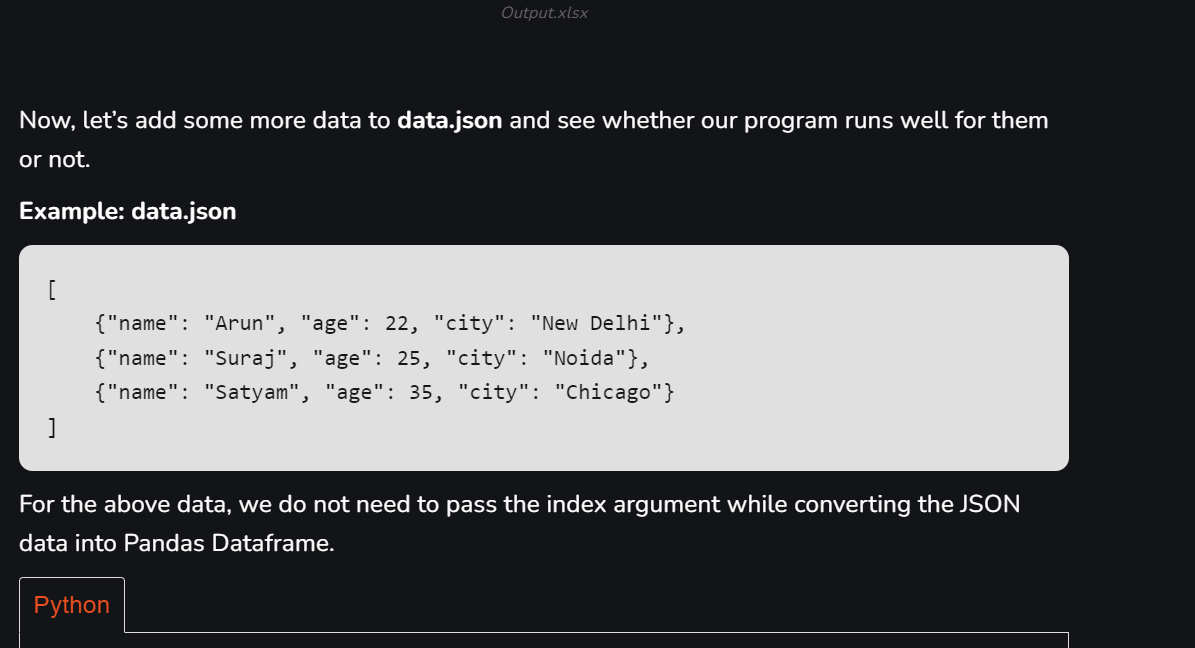 Output.xlsx
Now, let’s add some more data to data.json and see whether our program runs well for them
or not.
Example: data.json
[
    {"name": "Arun", "age": 22, "city": "New Delhi"},
    {"name": "Suraj", "age": 25, "city": "Noida"},
    {"name": "Satyam", "age": 35, "city": "Chicago"}
]
For the above data, we do not need to pass the index argument while converting the JSON
data into Pandas Dataframe.
Python